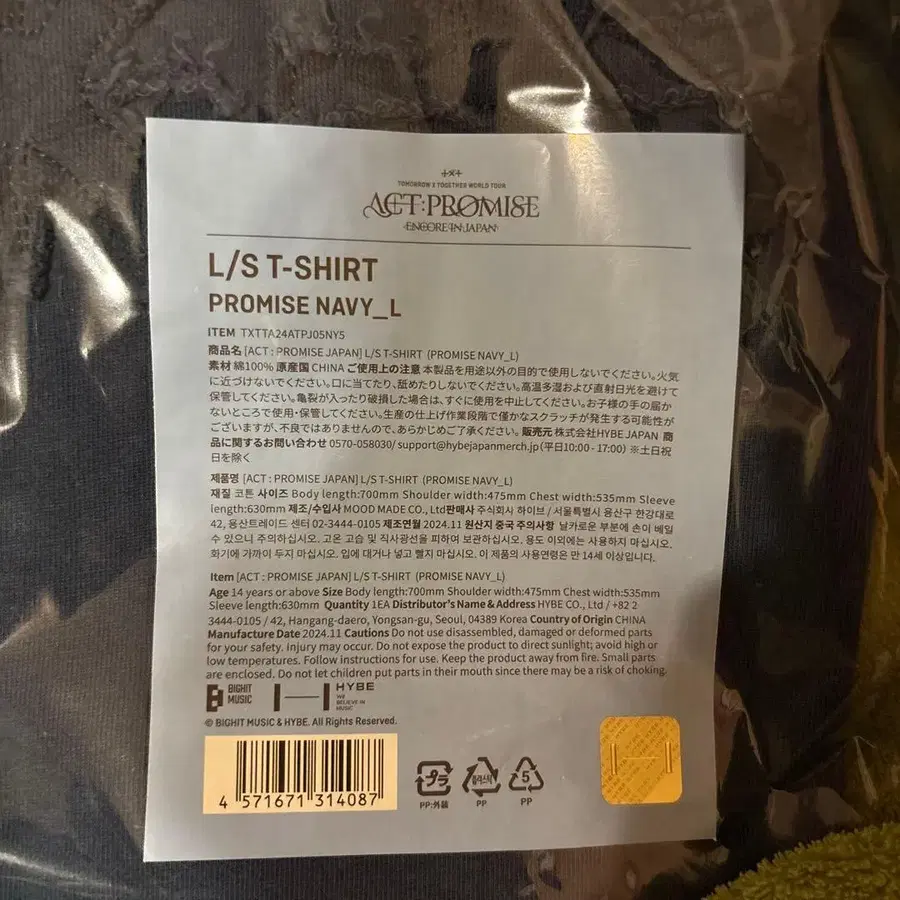 TOMORROW X TOGETHER WORLD TOUR
ACT : PROMISE
-ENCORE IN JAPAN-
L/S T-SHIRT
PROMISE NAVY_L
ITEM TXTTA24ATPJ05NY5
商品名 [ACT : PROMISE JAPAN] L/S T-SHIRT (PROMISE NAVY_L)
素材 綿100% 原産国 CHINA ご使用上の注意 本製品を用途以外の目的で使用しないでください。火気
に近づけないでください。口に当てたり、舐めたりしないでください。高温多湿および直射日光を避けて
保管してください。亀裂が入ったり破損した場合は、すぐに使用を中止してください。お子様の手の届か
ないところで使用・保管してください。生産の仕上げ作業段階で僅かなスクラッチが発生する可能性が
ございますが、不良ではありませんので、あらかじめご了承ください。販売元 株式会社HYBE JAPAN 商
品に関するお問い合わせ 0570-058030/ support@hybejapanmerch.jp(平日10:00 - 17:00) ※土日祝
日を除く
제품명 [ACT : PROMISE JAPAN] L/S T-SHIRT (PROMISE NAVY_L)
재질 코튼 사이즈 Body length:700mm Shoulder width:475mm Chest width:535mm Sleeve
length:630mm 제조/수입사 MOOD MADE CO., Ltd판매사 주식회사 하이브 / 서울특별시 용산구 한강대로
42, 용산트레이드 센터 02-3444-0105 제조연월 2024.11 원산지 중국 주의사항 날카로운 부분에 손이 베일
수 있으니 주의하십시오. 고온 고습 및 직사광선을 피하여 보관하십시오. 용도 이외에는 사용하지 마십시오.
화기에 가까이 두지 마십시오. 입에 대거나 넣고 빨지 마십시오. 이 제품의 사용연령은 만 14세 이상입니다.
Item [ACT : PROMISE JAPAN] L/S T-SHIRT (PROMISE NAVY_L)
Age 14 years or above Size Body length:700mm Shoulder width:475mm Chest width:535mm
Sleeve length:630mm Quantity 1EA Distributor's Name & Address HYBE CO., Ltd / +82 2
3444-0105 / 42, Hangang-daero, Yongsan-gu, Seoul, 04389 Korea Country of Origin CHINA
Manufacture Date 2024.11 Cautions Do not use disassembled, damaged or deformed parts
for your safety. injury may occur. Do not expose the product to direct sunlight; avoid high or
low temperatures. Follow instructions for use. Keep the product away from fire. Small parts
are enclosed. Do not let children put parts in their mouth since there may be a risk of choking.
BIGHIT MUSIC HYBE WE BELIEVE IN MUSIC
© BIGHIT MUSIC & HYBE. All Rights Reserved.
4 571671 314087
プラ 5
PP:外装 PP PP